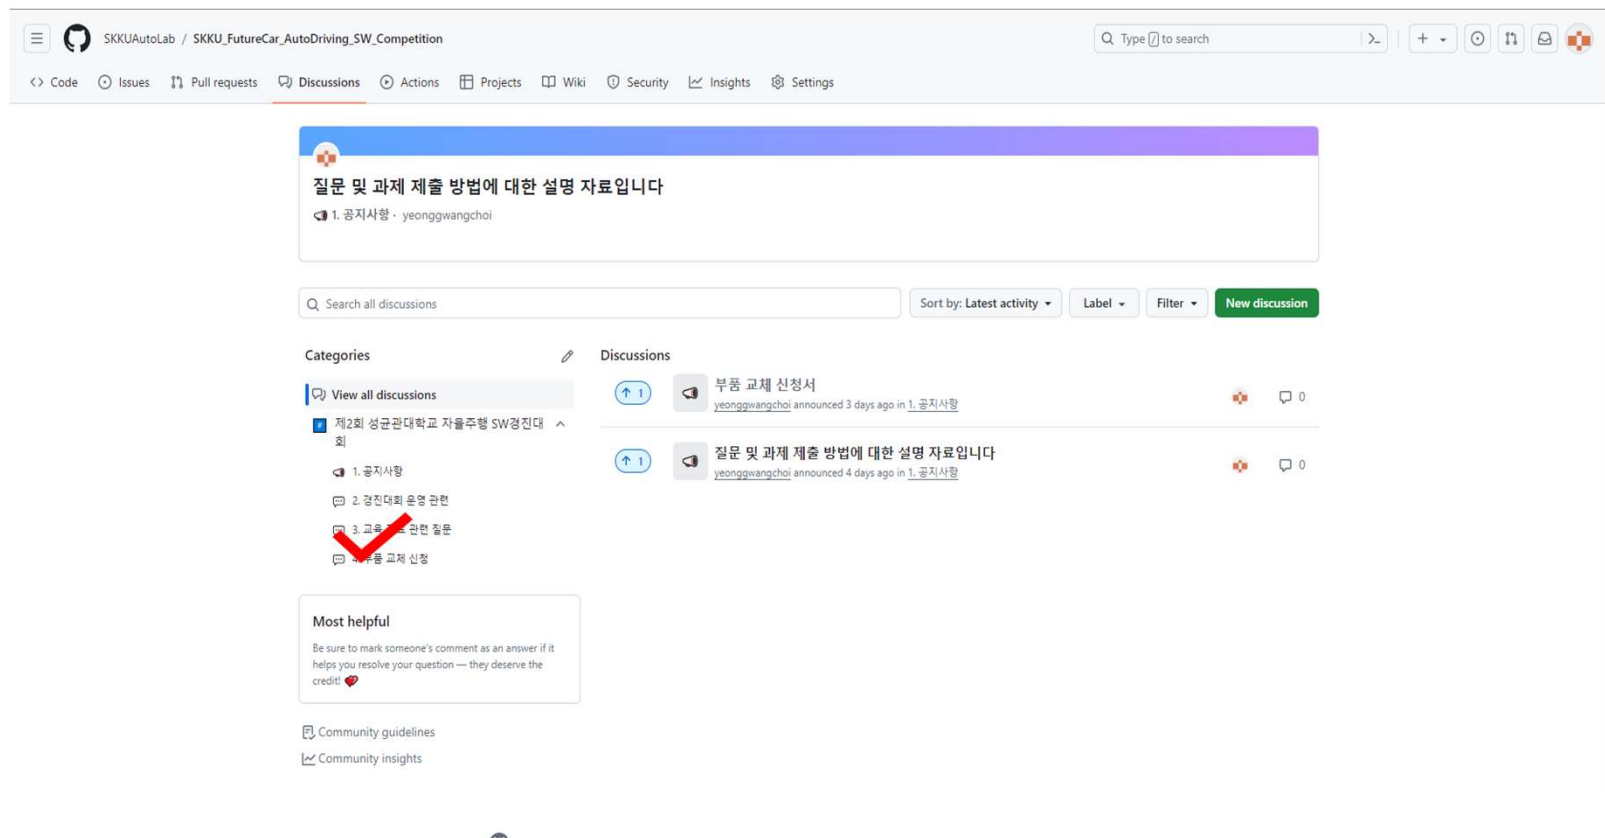 SKKUAutoLab / SKKU_FutureCar_AutoDriving_SW_Competition
Type / to search
Code Issues Pull requests Discussions Actions Projects Wiki Security Insights Settings
질문 및 과제 제출 방법에 대한 설명 자료입니다
1. 공지사항 · yeonggwangchoi
Search all discussions
Sort by: Latest activity Label Filter New discussion
Categories
View all discussions
제2회 성균관대학교 자율주행 SW경진대
회
1. 공지사항
2. 경진대회 운영 관련
3. 교육 관련 질문
부품 교체 신청
Most helpful
Be sure to mark someone's comment as an answer if it
helps you resolve your question — they deserve the
credit!
Community guidelines
Community insights
Discussions
1
부품 교체 신청서
yeonggwangchoi announced 3 days ago in 1. 공지사항
0
1
질문 및 과제 제출 방법에 대한 설명 자료입니다
yeonggwangchoi announced 4 days ago in 1. 공지사항
0